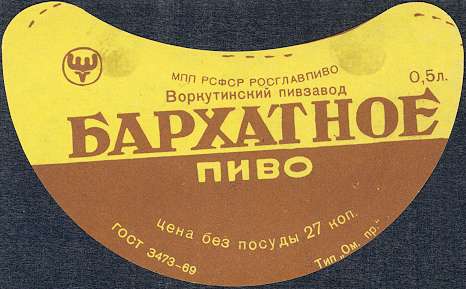 МПП РСФСР РОСГЛАВПИВО
Воркутинский пивзавод
0,5л.
БАРХАТНОЕ
ПИВО
цена без посуды 27 коп.
ГОСТ 3473-69
Тип „Ом. пр."